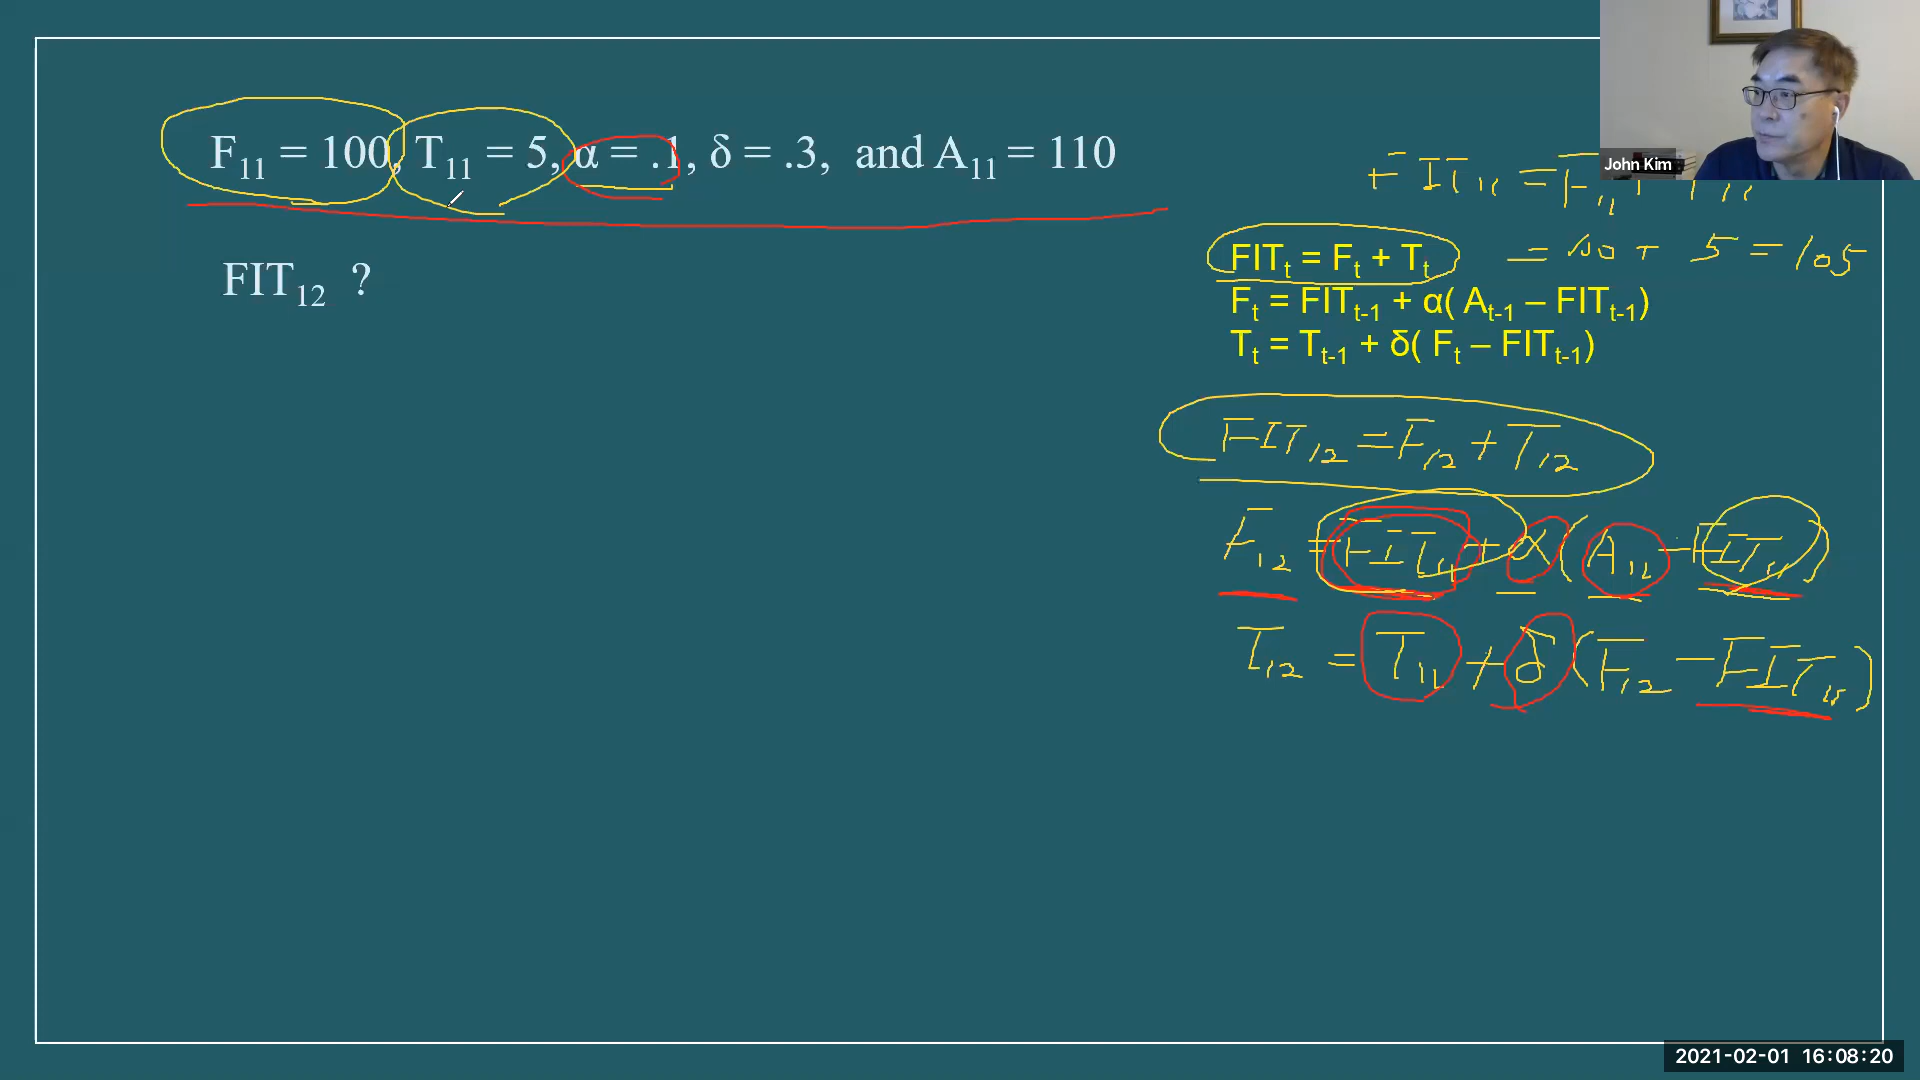 F₁₁ = 100, T₁₁ = 5, α = .1, δ = .3, and A₁₁ = 110
FIT₁₂ ?
John Kim
FIT₁₁ = F₁₁ + T₁₁
= 100 + 5 = 105
FITₜ = Fₜ + Tₜ
Fₜ = FITₜ₋₁ + α( Aₜ₋₁ – FITₜ₋₁)
Tₜ = Tₜ₋₁ + δ( Fₜ – FITₜ₋₁)
FIT₁₂ = F₁₂ + T₁₂
F₁₂ = FIT₁₁ + α(A₁₁ – FIT₁₁)
T₁₂ = T₁₁ + δ(F₁₂ – FIT₁₁)
2021-02-01 16:08:20